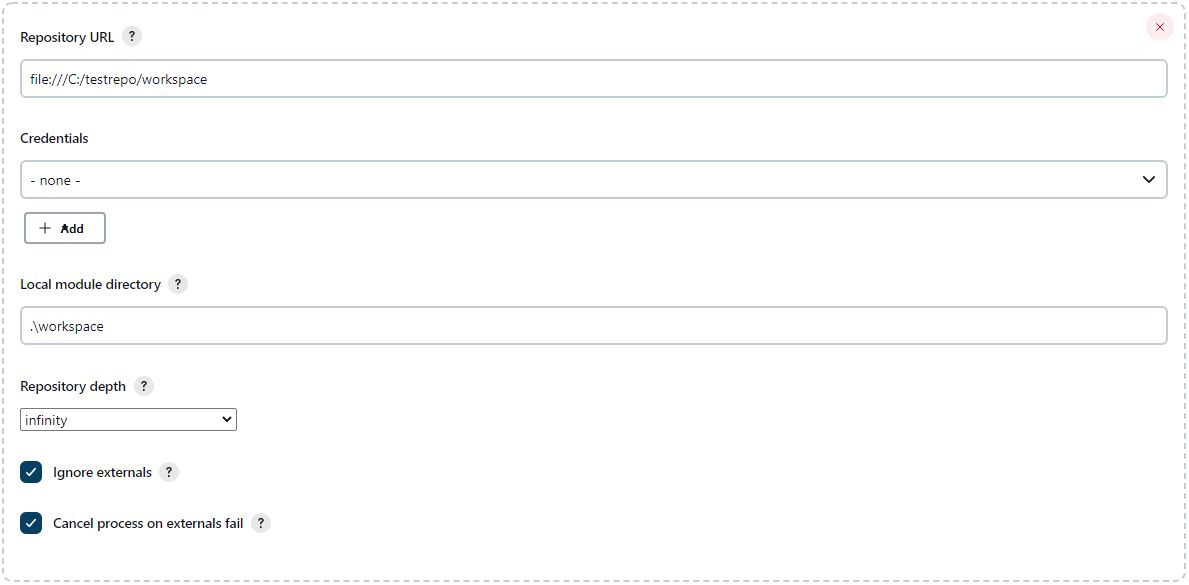 Repository URL ?
file:///C:/testrepo/workspace
Credentials
- none -
+ Add
Local module directory ?
.\workspace
Repository depth ?
infinity
Ignore externals ?
Cancel process on externals fail ?